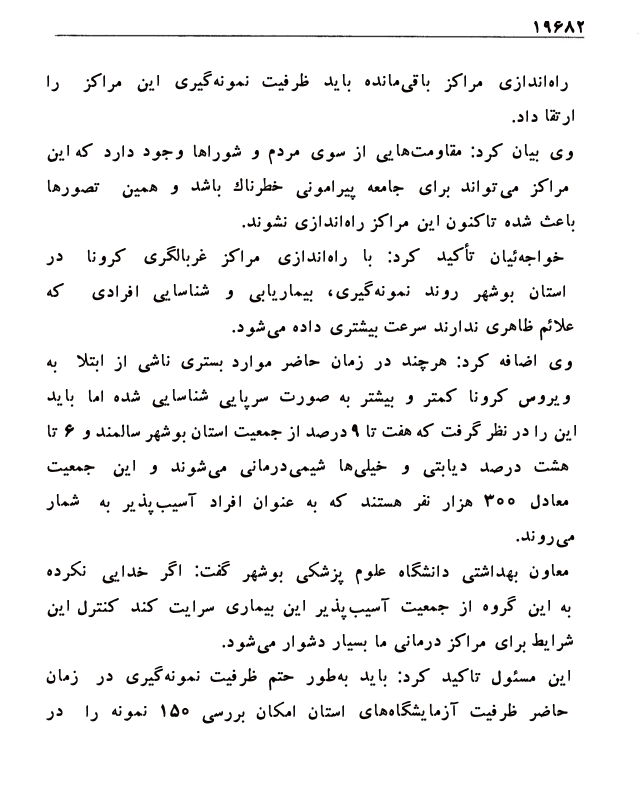 ۱۹۶۸۲
راه‌اندازی مراکز باقی‌مانده باید ظرفیت نمونه‌گیری این مراکز را
ارتقا داد.
وی بیان کرد: مقاومت‌هایی از سوی مردم و شوراها وجود دارد که این
مراکز می‌تواند برای جامعه پیرامونی خطرناك باشد و همین تصورها
باعث شده تاکنون این مراکز راه‌اندازی نشوند.
خواجه‌ئیان تأکید کرد: با راه‌اندازی مراکز غربالگری کرونا در
استان بوشهر روند نمونه‌گیری، بیماریابی و شناسایی افرادی که
علائم ظاهری ندارند سرعت بیشتری داده می‌شود.
وی اضافه کرد: هرچند در زمان حاضر موارد بستری ناشی از ابتلا به
ویروس کرونا کمتر و بیشتر به صورت سرپایی شناسایی شده اما باید
این را در نظر گرفت که هفت تا ۹ درصد از جمعیت استان بوشهر سالمند و ۶ تا
هشت درصد دیابتی و خیلی‌ها شیمی‌درمانی می‌شوند و این جمعیت
معادل ۳۰۰ هزار نفر هستند که به عنوان افراد آسیب‌پذیر به شمار
می‌روند.
معاون بهداشتی دانشگاه علوم پزشکی بوشهر گفت: اگر خدایی نکرده
به این گروه از جمعیت آسیب‌پذیر این بیماری سرایت کند کنترل این
شرایط برای مراکز درمانی ما بسیار دشوار می‌شود.
این مسئول تاکید کرد: باید به‌طور حتم ظرفیت نمونه‌گیری در زمان
حاضر ظرفیت آزمایشگاه‌های استان امکان بررسی ۱۵۰ نمونه را در